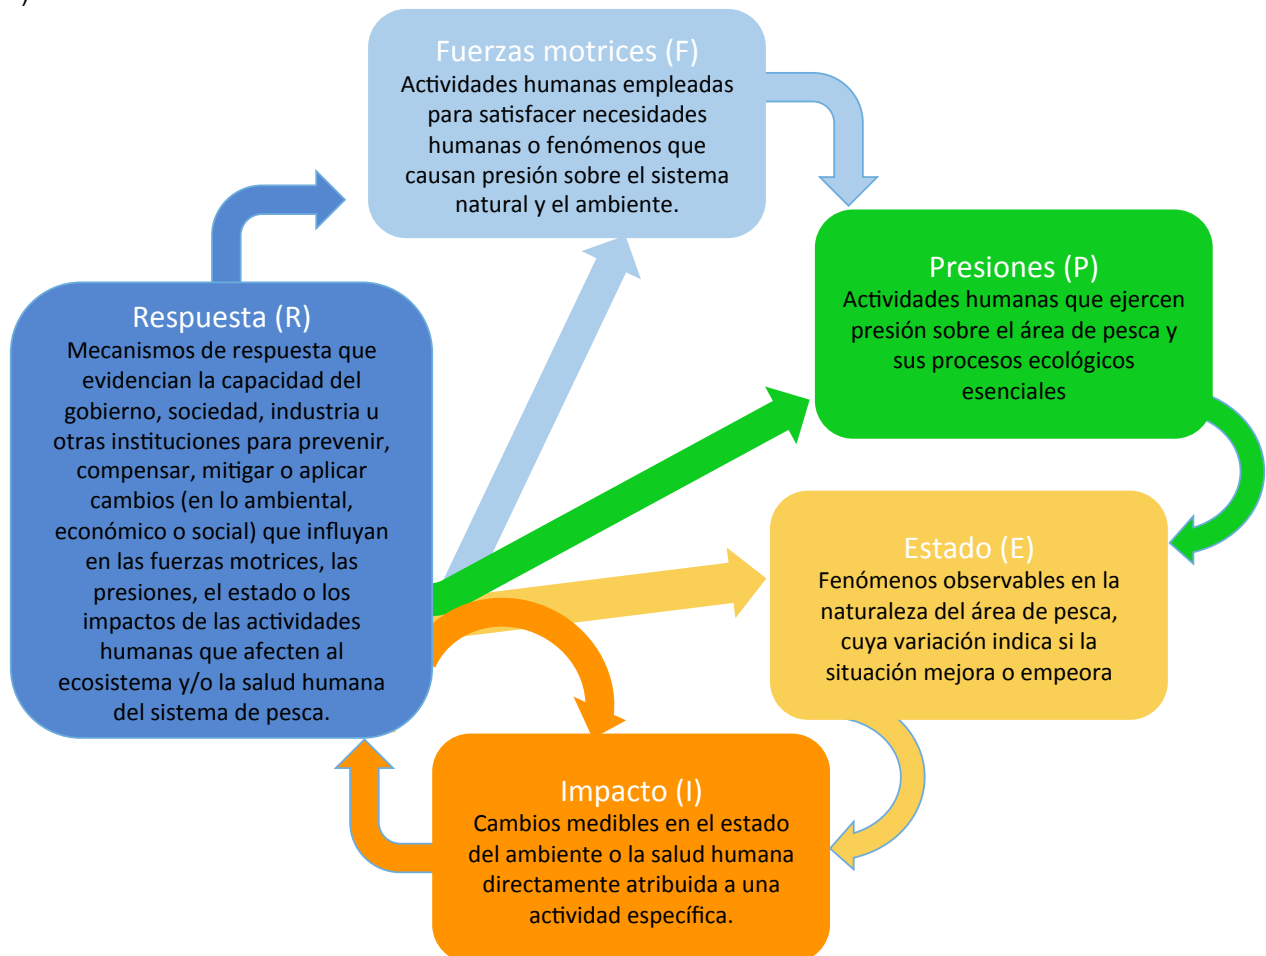 Fuerzas motrices (F)
Actividades humanas empleadas
para satisfacer necesidades
humanas o fenómenos que
causan presión sobre el sistema
natural y el ambiente.
Presiones (P)
Actividades humanas que ejercen
presión sobre el área de pesca y
sus procesos ecológicos
esenciales
Respuesta (R)
Mecanismos de respuesta que
evidencian la capacidad del
gobierno, sociedad, industria u
otras instituciones para prevenir,
compensar, mitigar o aplicar
cambios (en lo ambiental,
económico o social) que influyan
en las fuerzas motrices, las
presiones, el estado o los
impactos de las actividades
humanas que afecten al
ecosistema y/o la salud humana
del sistema de pesca.
Estado (E)
Fenómenos observables en la
naturaleza del área de pesca,
cuya variación indica si la
situación mejora o empeora
Impacto (I)
Cambios medibles en el estado
del ambiente o la salud humana
directamente atribuida a una
actividad específica.